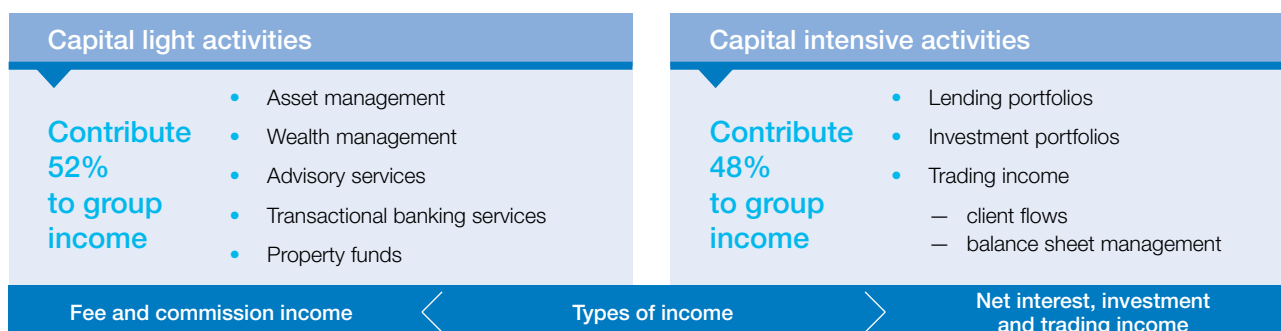 Capital light activities
Contribute
52%
to group
income
• Asset management
• Wealth management
• Advisory services
• Transactional banking services
• Property funds
Capital intensive activities
Contribute
48%
to group
income
• Lending portfolios
• Investment portfolios
• Trading income
— client flows
— balance sheet management
Fee and commission income
Types of income
Net interest, investment
and trading income